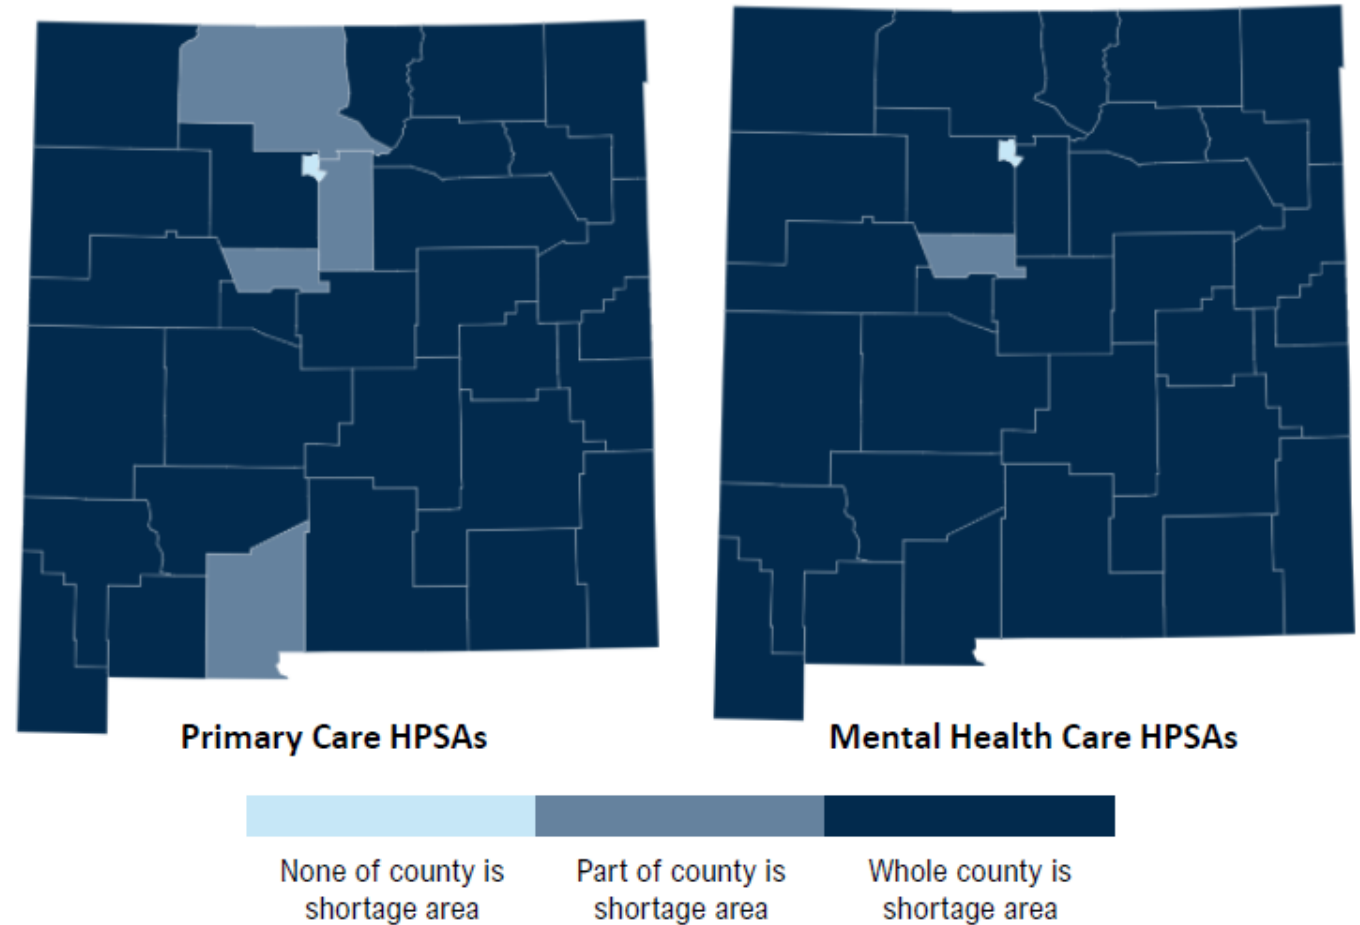 Primary Care HPSAs
Mental Health Care HPSAs
None of county is
shortage area
Part of county is
shortage area
Whole county is
shortage area